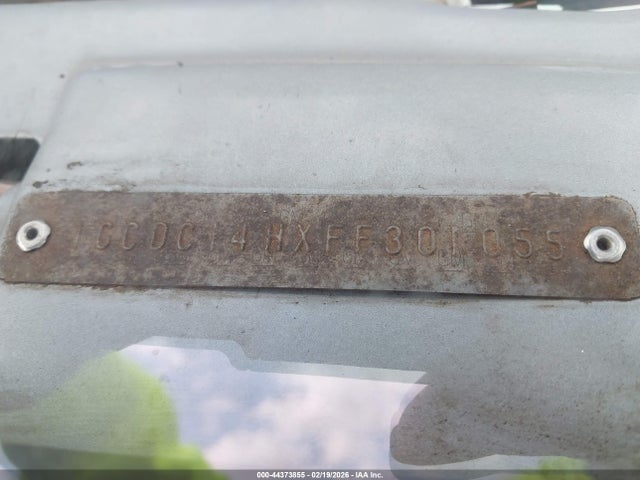 1GCDC14HXFF301055
000-44373855 - 02/19/2026 - IAA Inc.